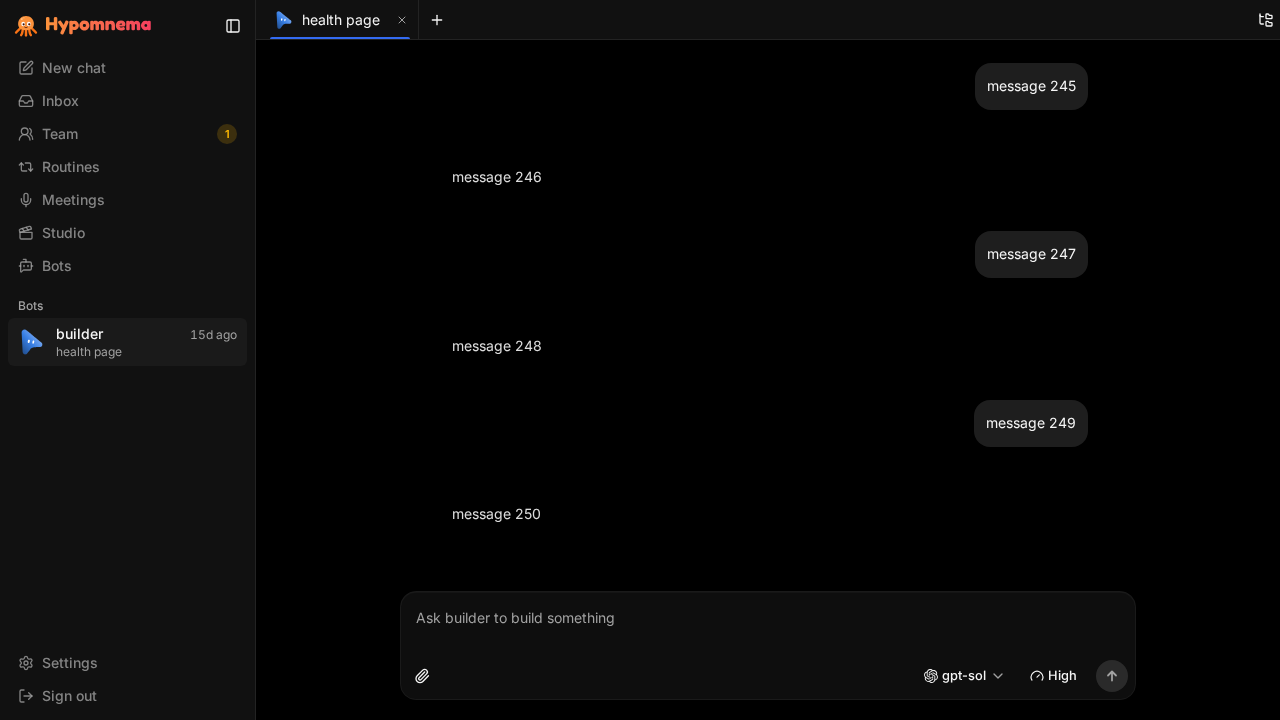 Hypomnema
New chat
Inbox
Team
1
Routines
Meetings
Studio
Bots
Bots
builder
15d ago
health page
Settings
Sign out
health page
message 245
message 246
message 247
message 248
message 249
message 250
Ask builder to build something
gpt-sol
High